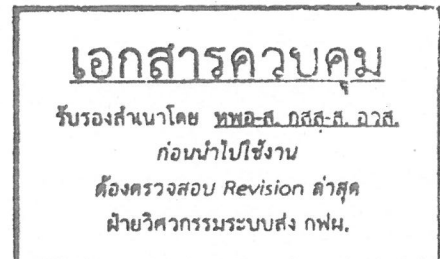 เอกสารควบคุม
รับรองสำเนาโดย หพอ-ส. กสส-ส. อวส.
ก่อนนำไปใช้งาน
ต้องตรวจสอบ Revision ล่าสุด
ฝ่ายวิศวกรรมระบบส่ง กฟผ.